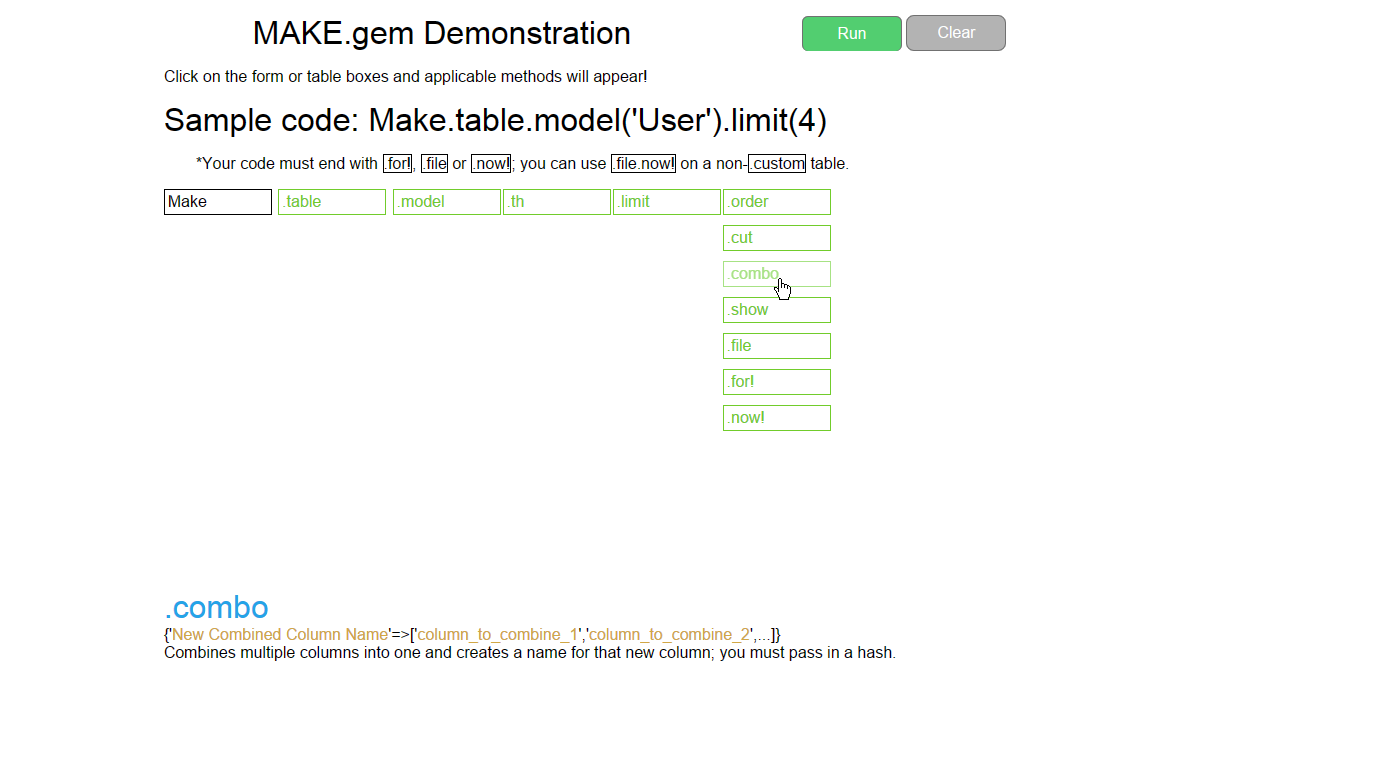 MAKE.gem Demonstration
Run
Clear
Click on the form or table boxes and applicable methods will appear!
Sample code: Make.table.model('User').limit(4)
*Your code must end with .for!, .file or .now!; you can use .file.now! on a non-.custom table.
Make .table .model .th .limit .order
.cut
.combo
.show
.file
.for!
.now!
.combo
{'New Combined Column Name'=>['column_to_combine_1','column_to_combine_2',...]}
Combines multiple columns into one and creates a name for that new column; you must pass in a hash.